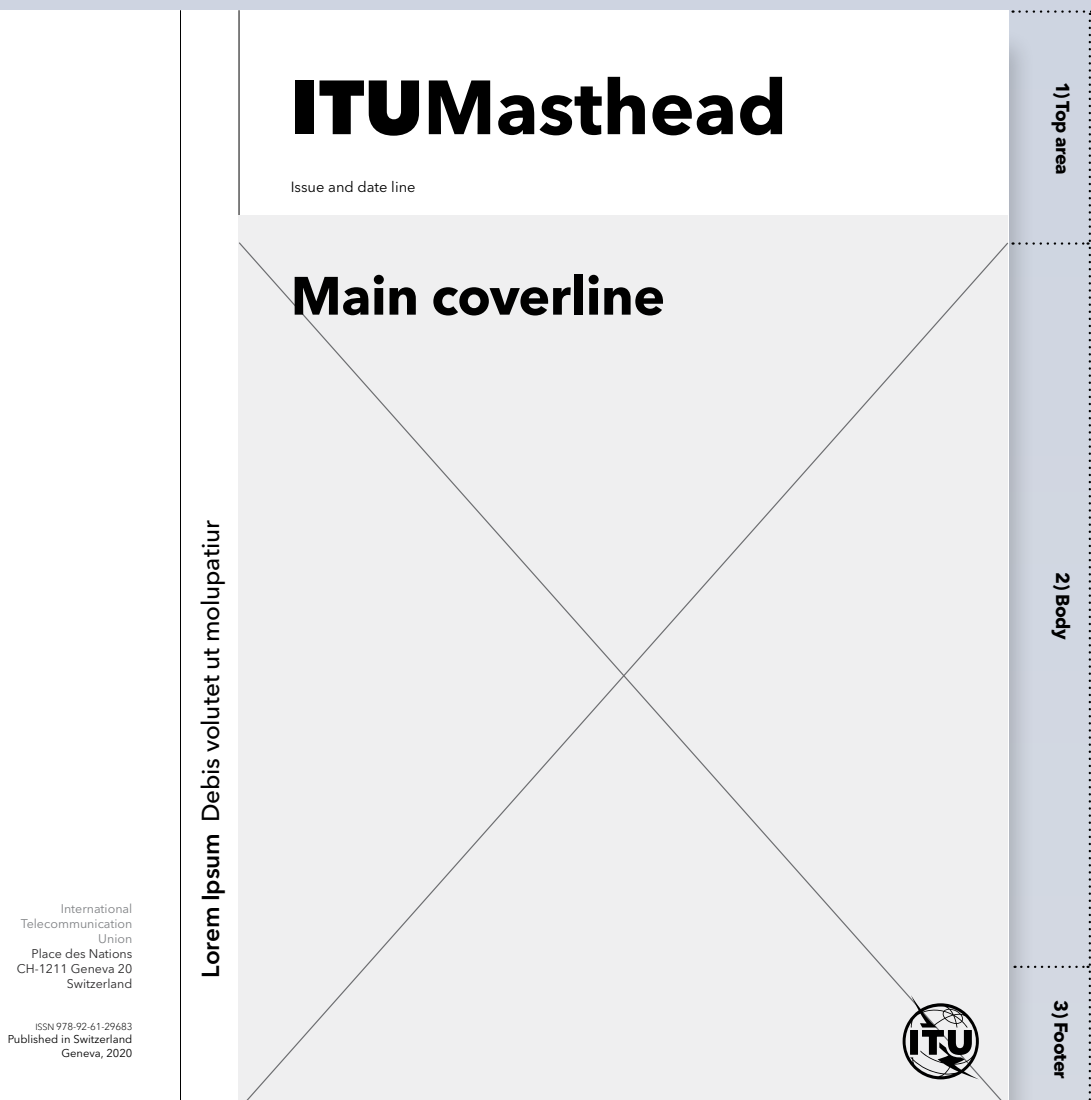 ITUMasthead
Issue and date line
Main coverline
Lorem Ipsum Debis volutet ut molupatiur
International
Telecommunication
Union
Place des Nations
CH-1211 Geneva 20
Switzerland
ISSN 978-92-61-29683
Published in Switzerland
Geneva, 2020
ITU
1) Top area
2) Body
3) Footer